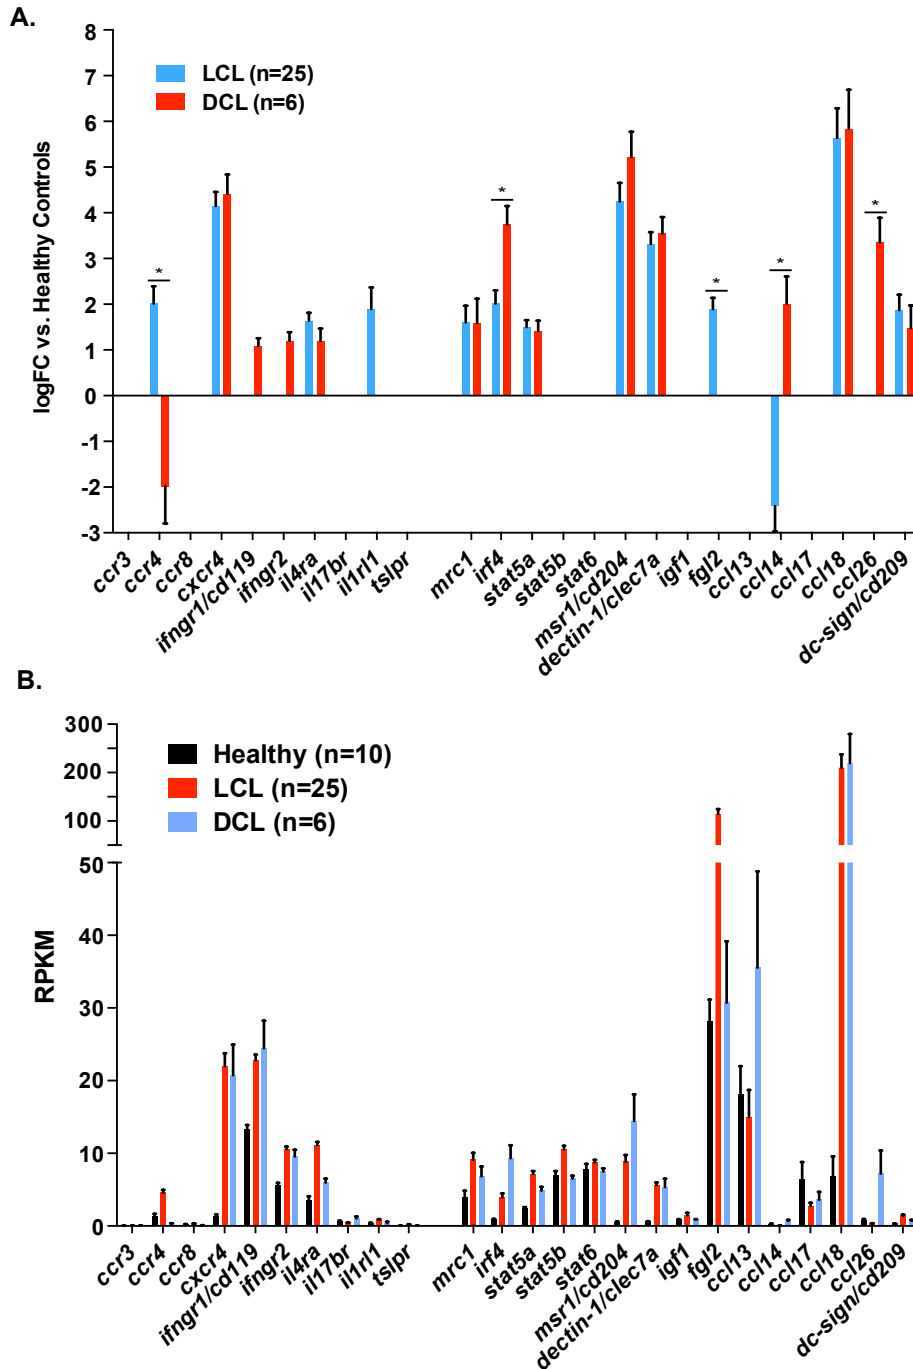 A.
8
7
6
5
4
3
2
1
0
-1
-2
-3
logFC vs. Healthy Controls
LCL (n=25)
DCL (n=6)
*
*
*
*
*
ccr3
ccr4
ccr8
cxcr4
ifngr1/cd119
ifngr2
il4ra
il17br
il1rl1
tslpr
mrc1
irf4
stat5a
stat5b
stat6
msr1/cd204
dectin-1/clec7a
igf1
fgl2
ccl13
ccl14
ccl17
ccl18
ccl26
dc-sign/cd209
B.
300
200
100
50
40
30
20
10
0
RPKM
Healthy (n=10)
LCL (n=25)
DCL (n=6)
ccr3
ccr4
ccr8
cxcr4
ifngr1/cd119
ifngr2
il4ra
il17br
il1rl1
tslpr
mrc1
irf4
stat5a
stat5b
stat6
msr1/cd204
dectin-1/clec7a
igf1
fgl2
ccl13
ccl14
ccl17
ccl18
ccl26
dc-sign/cd209